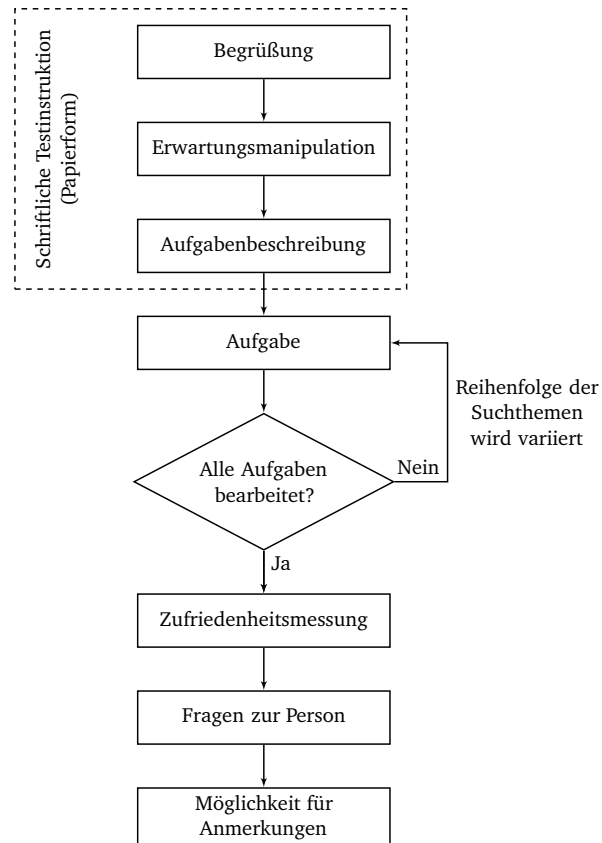 Schriftliche Testinstruktion
(Papierform)
Begrüßung
Erwartungsmanipulation
Aufgabenbeschreibung
Aufgabe
Reihenfolge der
Suchthemen
wird variiert
Alle Aufgaben
bearbeitet?
Nein
Ja
Zufriedenheitsmessung
Fragen zur Person
Möglichkeit für
Anmerkungen